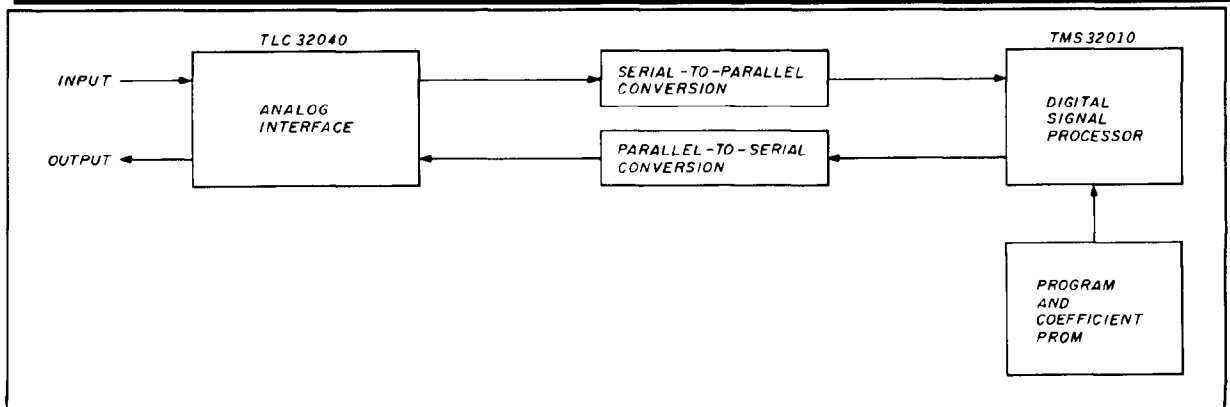 TLC32040
TMS32010
INPUT
OUTPUT
ANALOG
INTERFACE
SERIAL-TO-PARALLEL
CONVERSION
PARALLEL-TO-SERIAL
CONVERSION
DIGITAL
SIGNAL
PROCESSOR
PROGRAM
AND
COEFFICIENT
PROM